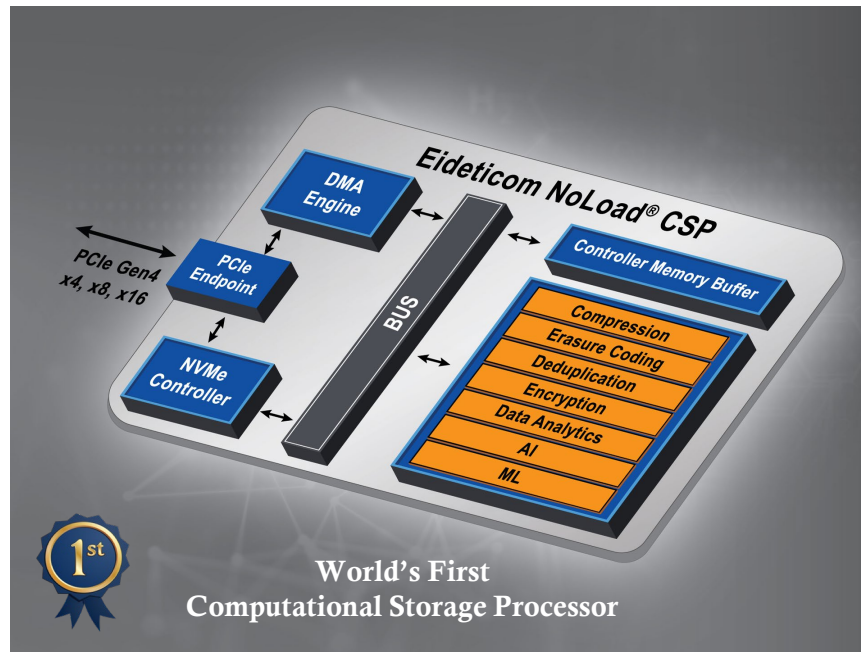 Eideticom NoLoad® CSP
DMA
Engine
PCIe Gen4
x4, x8, x16
PCIe
Endpoint
NVMe
Controller
BUS
Controller Memory Buffer
Compression
Erasure Coding
Deduplication
Encryption
Data Analytics
AI
ML
1st
World's First
Computational Storage Processor